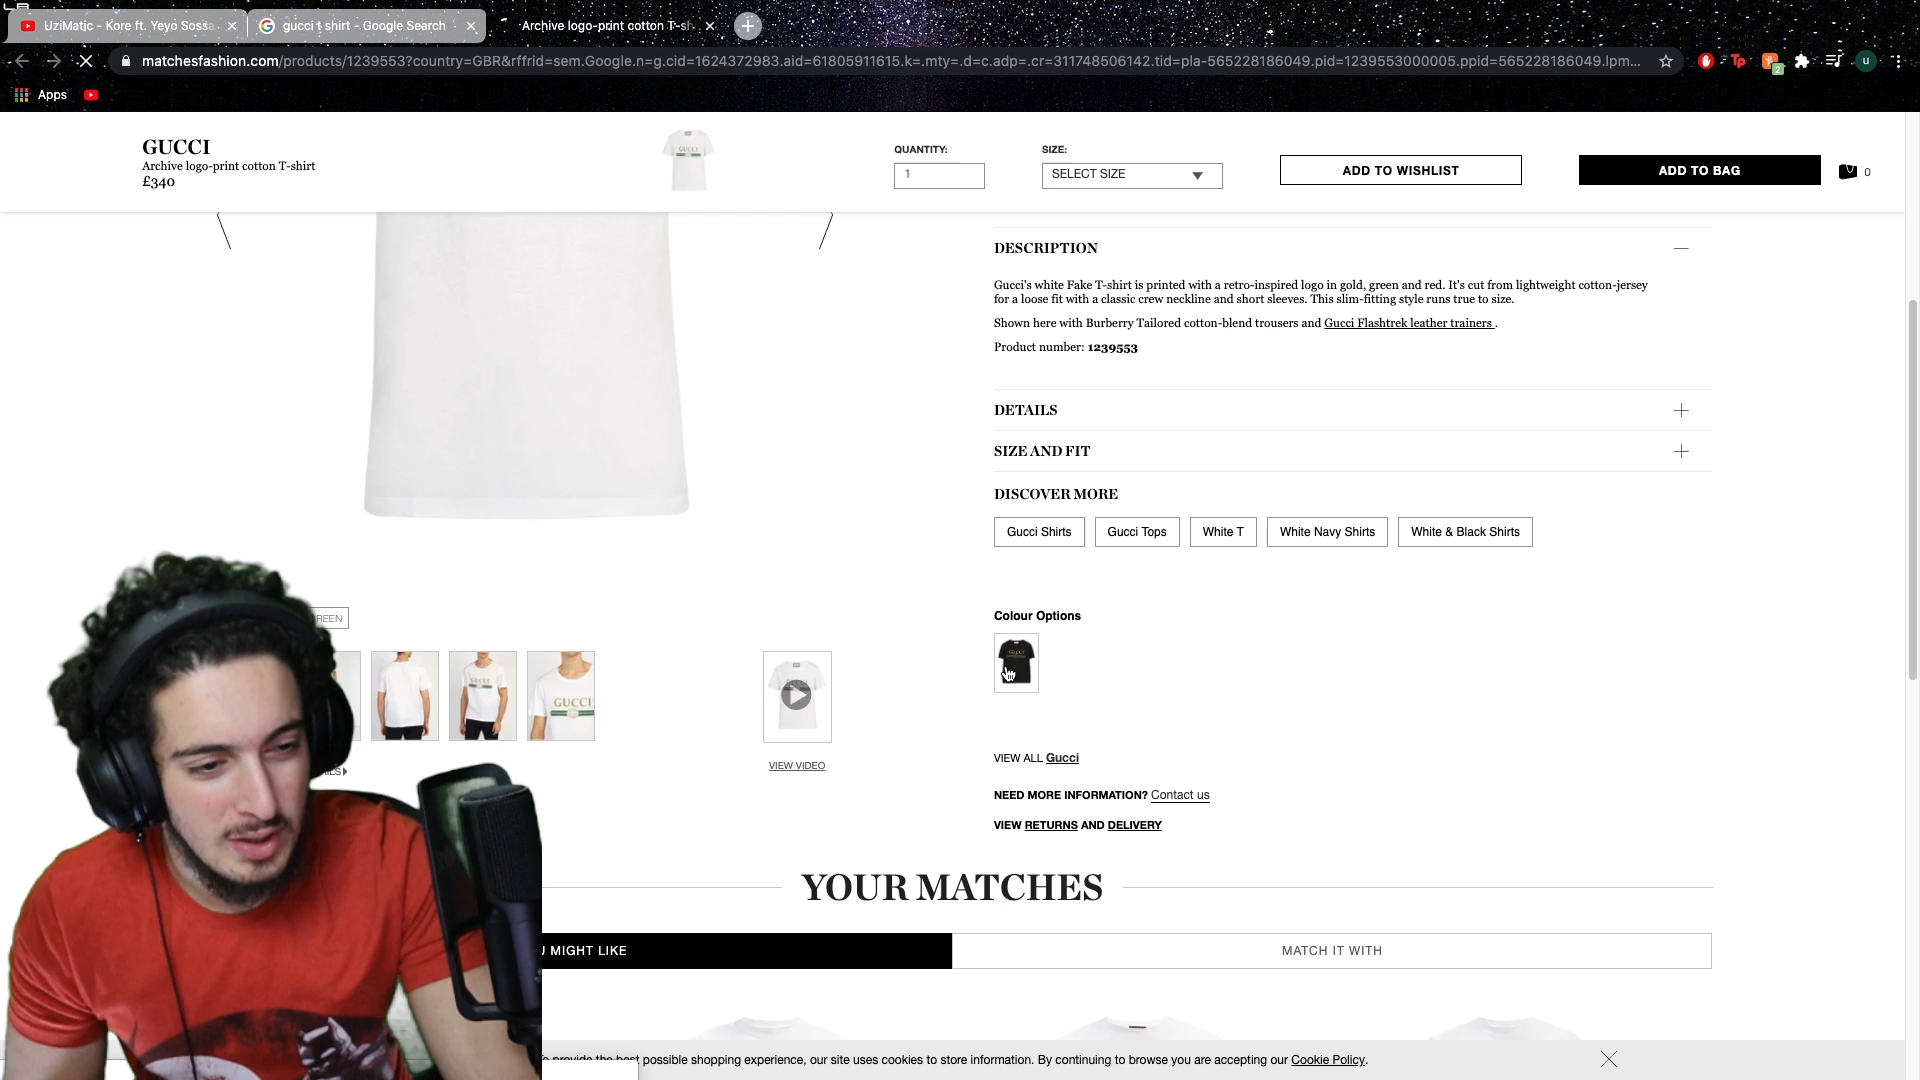 UziMatic - Kore ft. Yeyo Sossa
gucci t shirt - Google Search
Archive logo-print cotton T-sh
matchesfashion.com/products/1239553?country=GBR&rffrid=sem.Google.n=g.cid=1624372983.aid=61805911615.k=.mty=.d=c.adp=.cr=311748506142.tid=pla-565228186049.pid=1239553000005.ppid=565228186049.lpm...
Tp
2
u
Apps
GUCCI
Archive logo-print cotton T-shirt
£340
GUCCI
QUANTITY:
1
SIZE:
SELECT SIZE
ADD TO WISHLIST
ADD TO BAG
0
DESCRIPTION
Gucci's white Fake T-shirt is printed with a retro-inspired logo in gold, green and red. It's cut from lightweight cotton-jersey
for a loose fit with a classic crew neckline and short sleeves. This slim-fitting style runs true to size.
Shown here with Burberry Tailored cotton-blend trousers and Gucci Flashtrek leather trainers .
Product number: 1239553
DETAILS
SIZE AND FIT
DISCOVER MORE
Gucci Shirts
Gucci Tops
White T
White Navy Shirts
White & Black Shirts
REEN
GUCCI
GUCCI
VIEW VIDEO
Colour Options
VIEW ALL Gucci
NEED MORE INFORMATION? Contact us
VIEW RETURNS AND DELIVERY
YOUR MATCHES
MIGHT LIKE
MATCH IT WITH
To provide the best possible shopping experience, our site uses cookies to store information. By continuing to browse you are accepting our Cookie Policy.